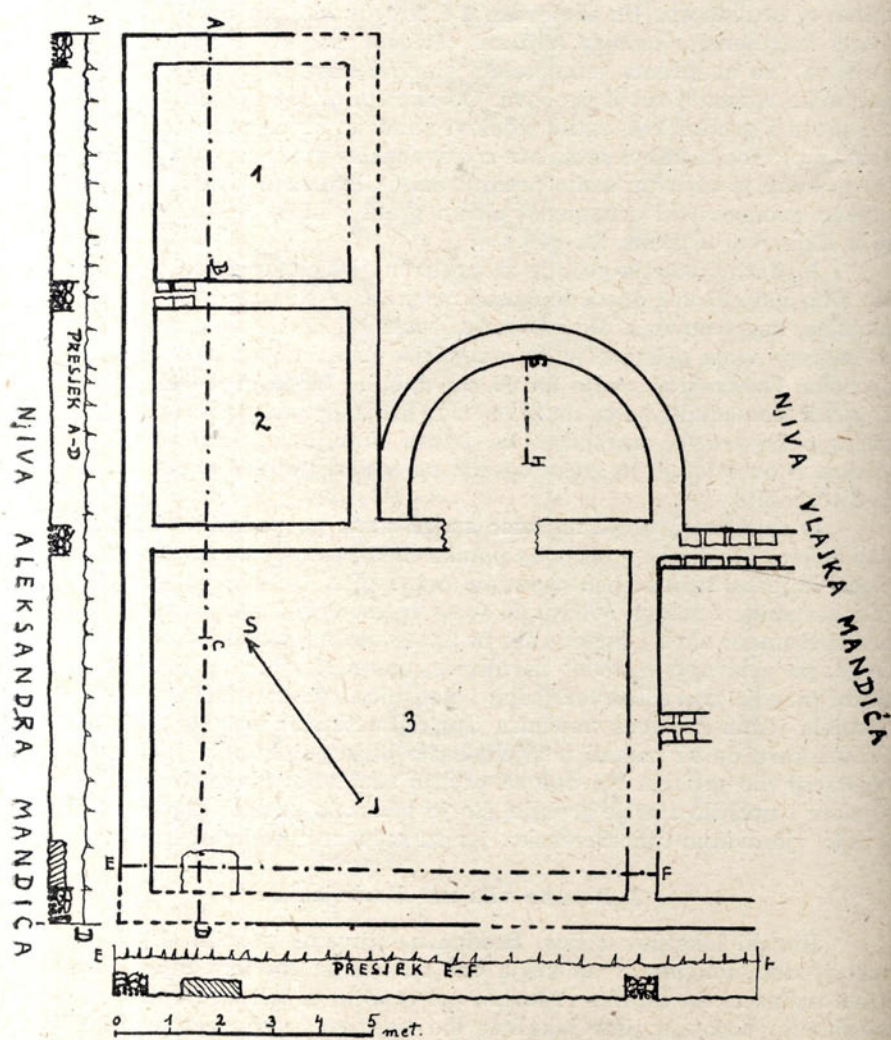 A
A
1
B
PRESJEK A-D
2
G
H
NjIVA ALEKSANDRA MANDIĆA
NjIVA VLAJKA MANDIĆA
C
S
3
J
E
F
D
D
E
F
PRESJEK E-F
0 1 2 3 4 5 met.